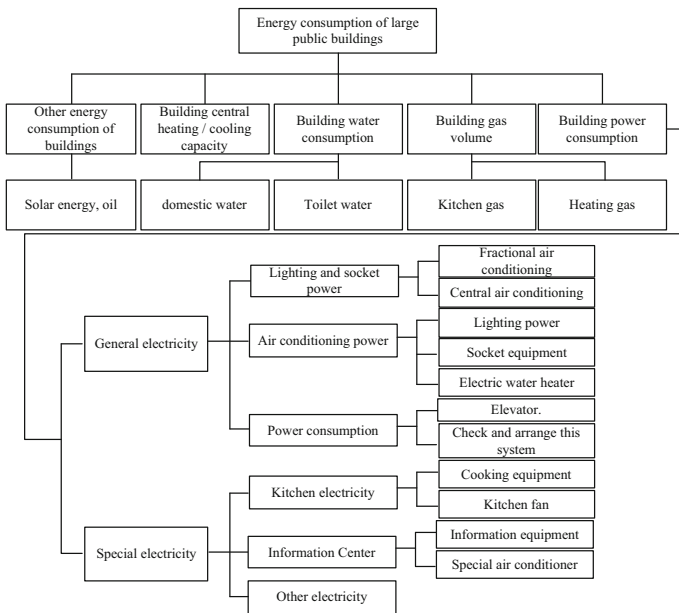 Energy consumption of large
public buildings
Other energy
consumption of
buildings
Building central
heating / cooling
capacity
Building water
consumption
Building gas
volume
Building power
consumption
Solar energy, oil
domestic water
Toilet water
Kitchen gas
Heating gas
General electricity
Lighting and socket
power
Fractional air
conditioning
Central air conditioning
Air conditioning power
Lighting power
Socket equipment
Electric water heater
Power consumption
Elevator.
Check and arrange this
system
Special electricity
Kitchen electricity
Cooking equipment
Kitchen fan
Information Center
Information equipment
Special air conditioner
Other electricity